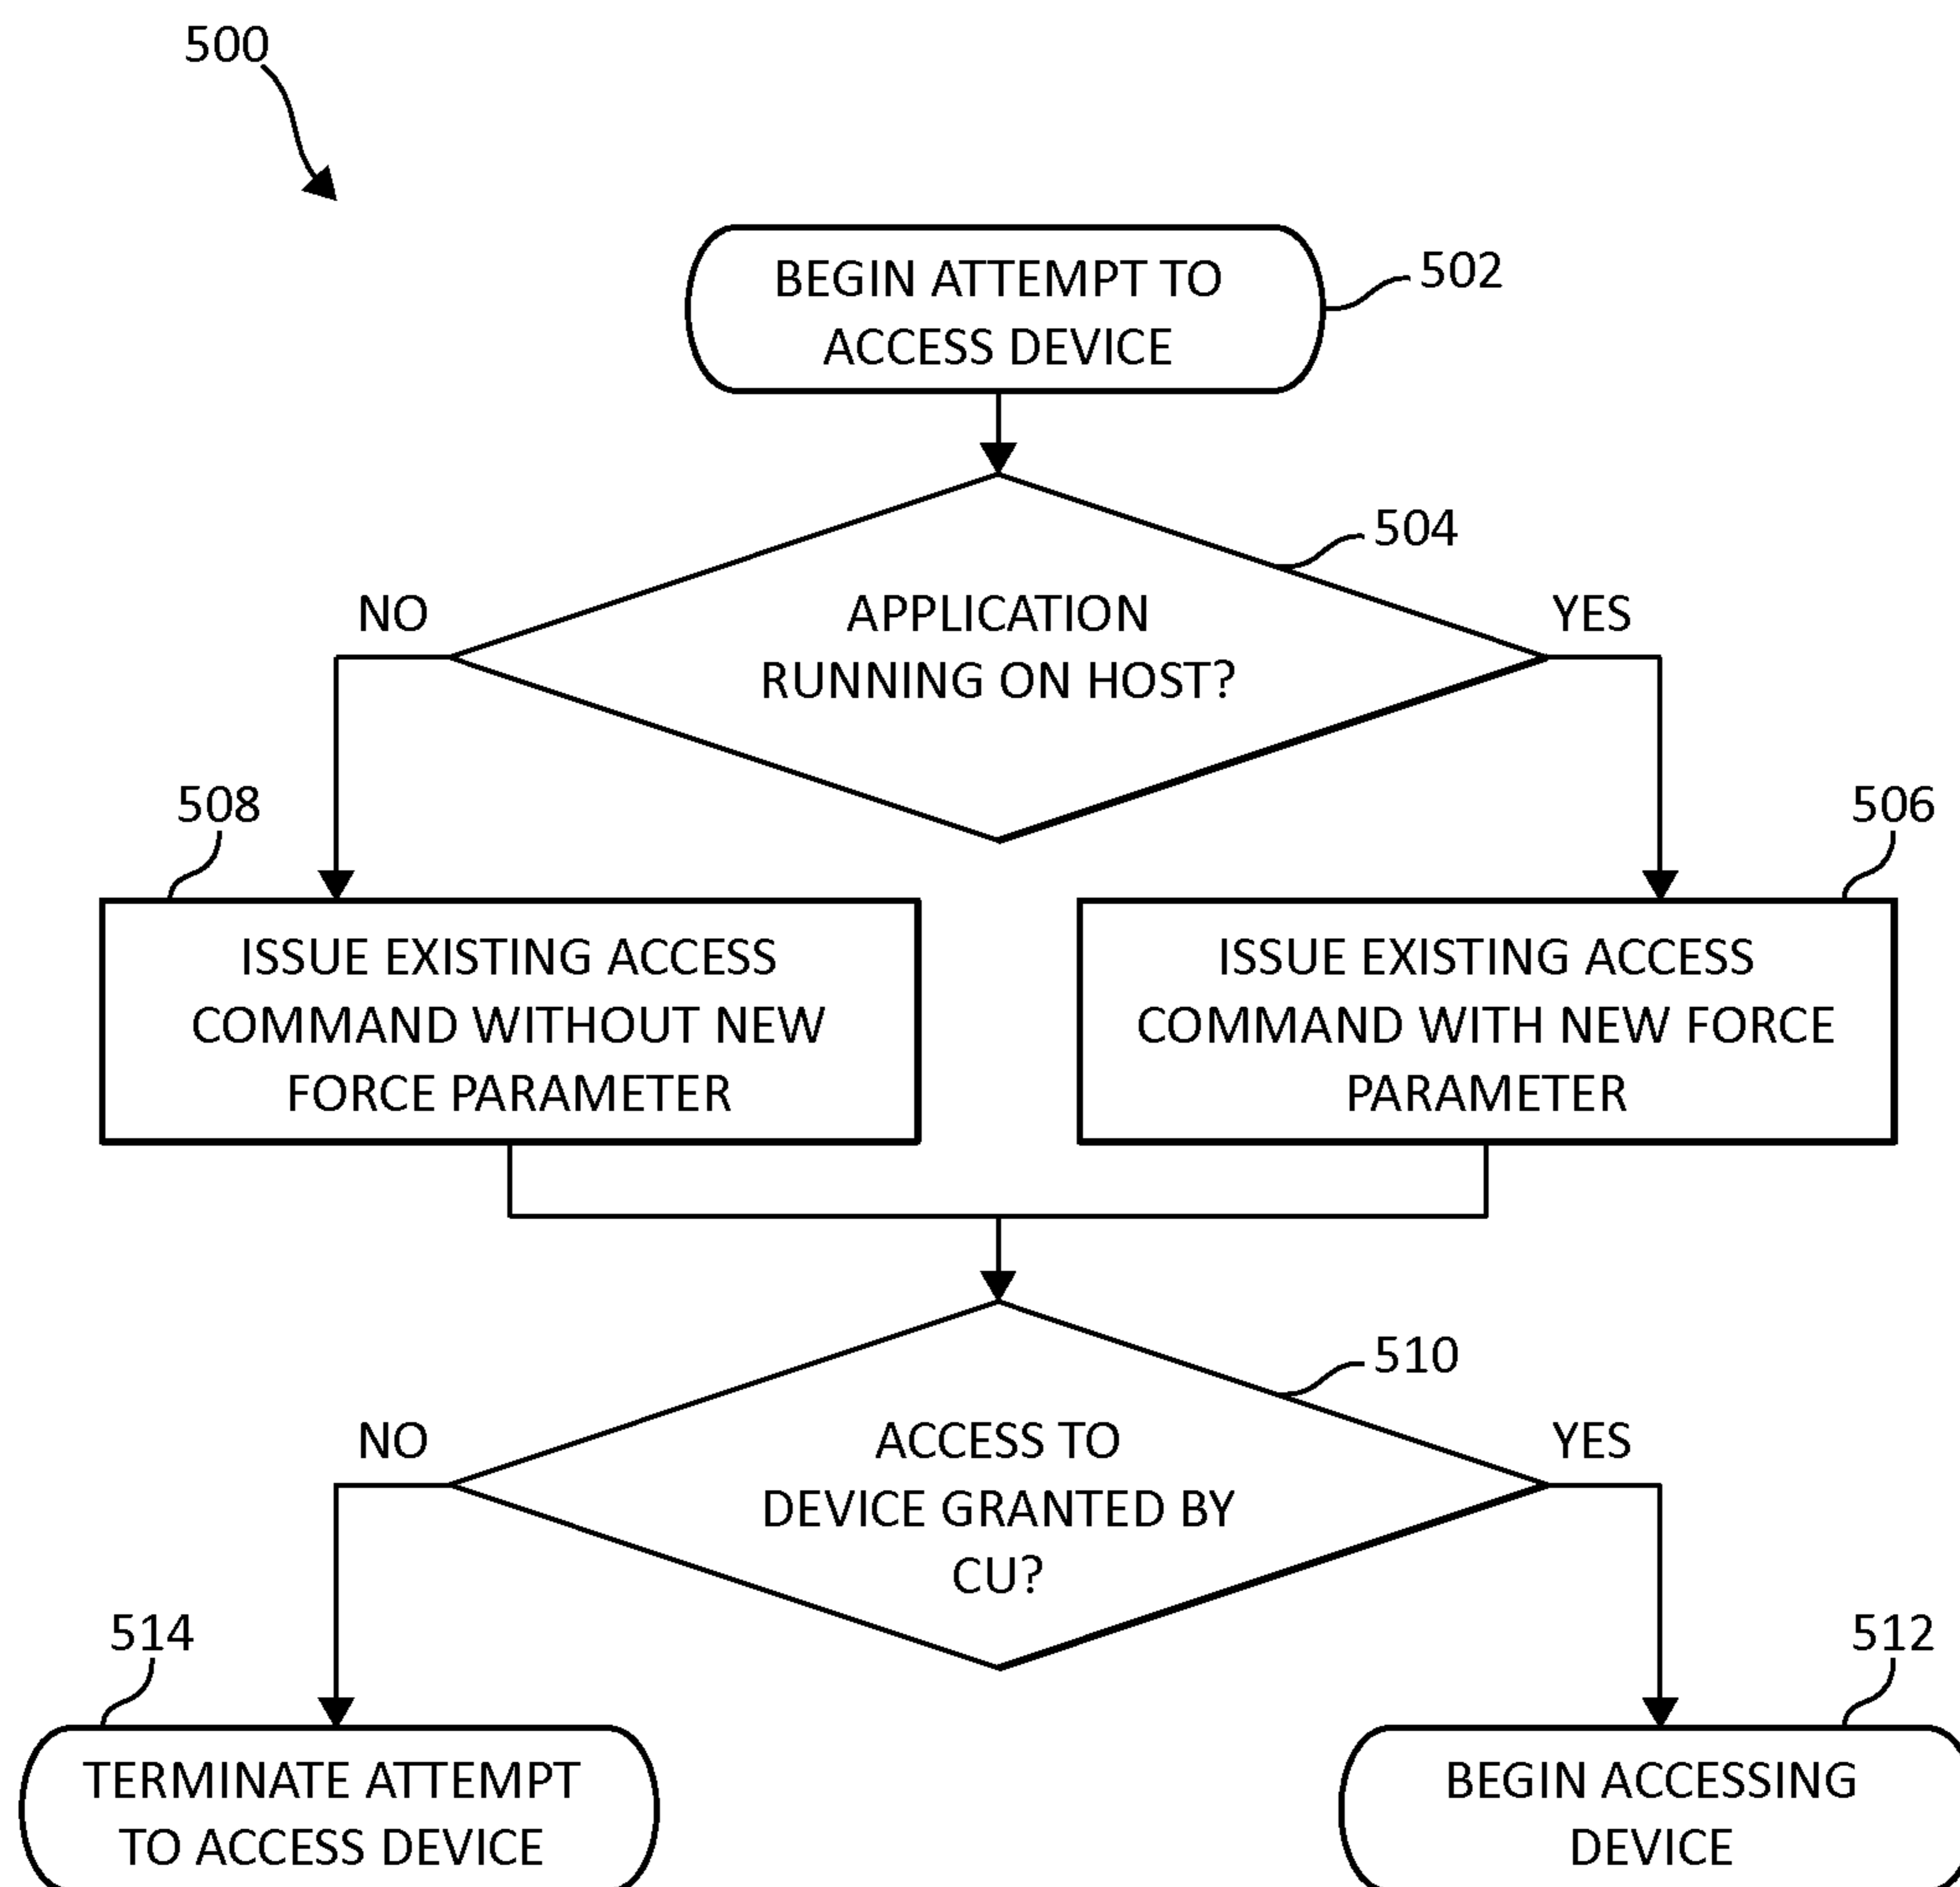 500
BEGIN ATTEMPT TO
ACCESS DEVICE
502
504
NO
APPLICATION
RUNNING ON HOST?
YES
508
506
ISSUE EXISTING ACCESS
COMMAND WITHOUT NEW
FORCE PARAMETER
ISSUE EXISTING ACCESS
COMMAND WITH NEW FORCE
PARAMETER
510
NO
ACCESS TO
DEVICE GRANTED BY
CU?
YES
514
512
TERMINATE ATTEMPT
TO ACCESS DEVICE
BEGIN ACCESSING
DEVICE